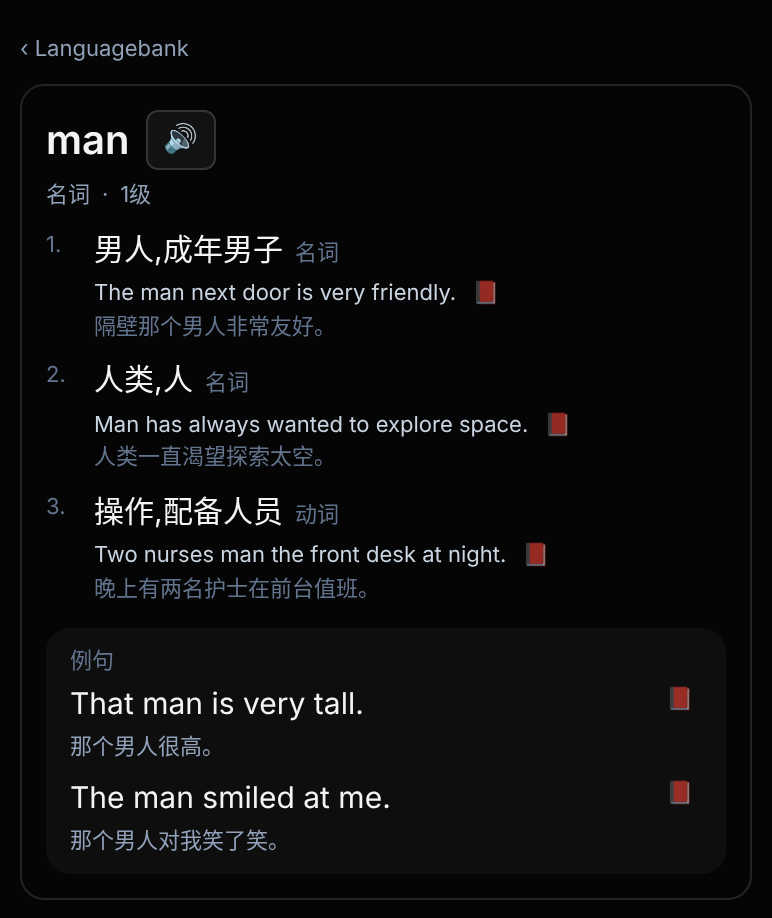 ‹ Languagebank
man
名词 · 1级
1. 男人,成年男子 名词
The man next door is very friendly.
隔壁那个男人非常友好。
2. 人类,人 名词
Man has always wanted to explore space.
人类一直渴望探索太空。
3. 操作,配备人员 动词
Two nurses man the front desk at night.
晚上有两名护士在前台值班。
例句
That man is very tall.
那个男人很高。
The man smiled at me.
那个男人对我笑了笑。